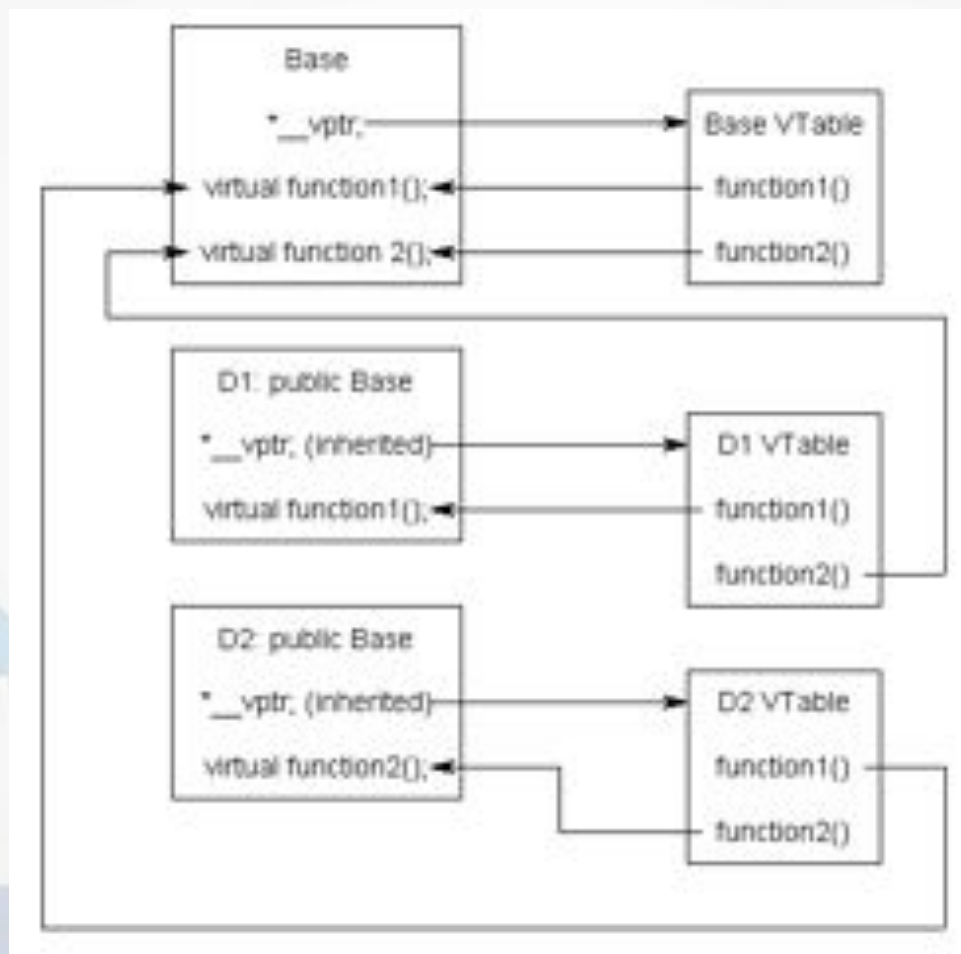 Base
*__vptr;
virtual function1();
virtual function 2();
Base VTable
function1()
function2()
D1: public Base
*__vptr; (inherited)
virtual function1();
D1 VTable
function1()
function2()
D2: public Base
*__vptr; (inherited)
virtual function2();
D2 VTable
function1()
function2()